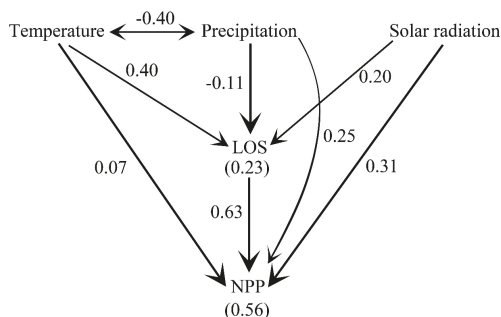 Temperature -0.40 Precipitation Solar radiation
0.40 -0.11 0.20
LOS
(0.23)
0.07 0.25 0.31
0.63
NPP
(0.56)